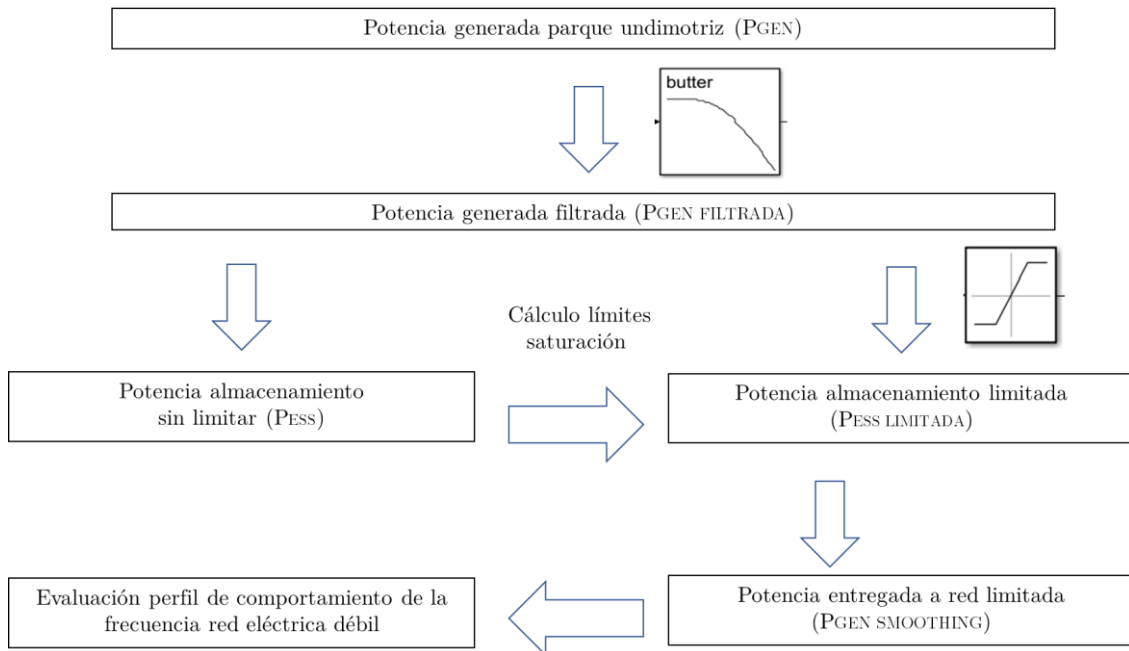 Potencia generada parque undimotriz (PGEN)
butter
Potencia generada filtrada (PGEN FILTRADA)
Cálculo límites
saturación
Potencia almacenamiento
sin limitar (PESS)
Potencia almacenamiento limitada
(PESS LIMITADA)
Evaluación perfil de comportamiento de la
frecuencia red eléctrica débil
Potencia entregada a red limitada
(PGEN SMOOTHING)